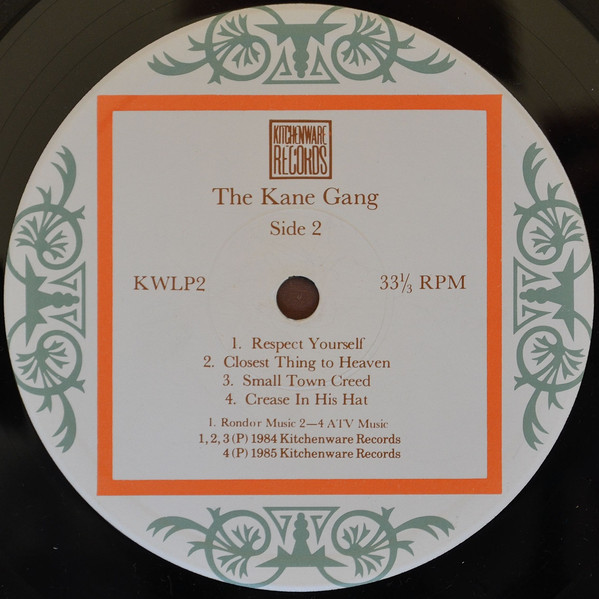 KITCHENWARE
RECORDS
The Kane Gang
Side 2
KWLP2
33⅓ RPM
1. Respect Yourself
2. Closest Thing to Heaven
3. Small Town Creed
4. Crease In His Hat
1. Rondor Music 2—4 ATV Music
1, 2, 3 (P) 1984 Kitchenware Records
4 (P) 1985 Kitchenware Records